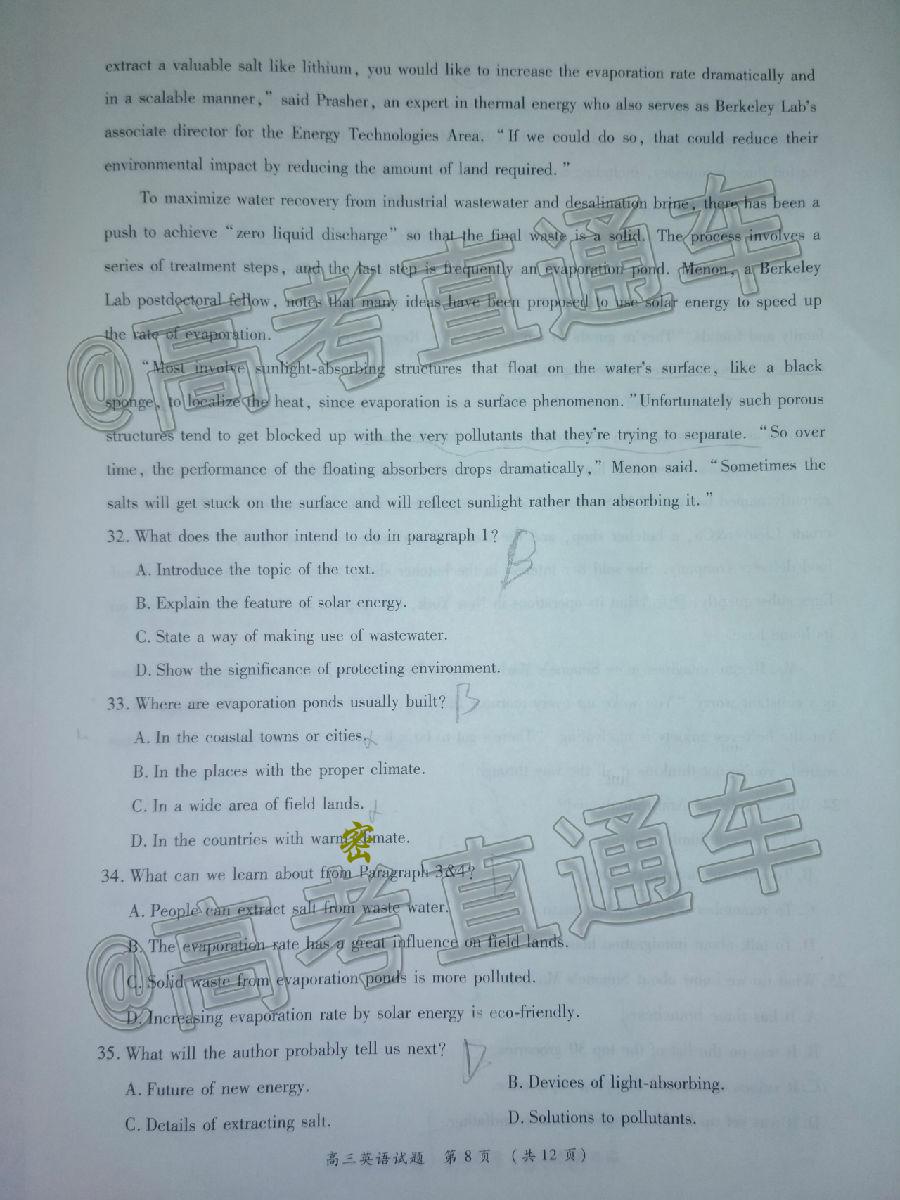 extract a valuable salt like lithium, you would like to increase the evaporation rate dramatically and
in a scalable manner," said Prasher, an expert in thermal energy who also serves as Berkeley Lab's
associate director for the Energy Technologies Area. "If we could do so, that could reduce their
environmental impact by reducing the amount of land required."
To maximize water recovery from industrial wastewater and desalination brine, there has been a
push to achieve "zero liquid discharge" so that the final waste is a solid. The process involves a
series of treatment steps, and the last step is frequently an evaporation pond. Menon, a Berkeley
Lab postdoctoral fellow, notes that many ideas have been proposed to use solar energy to speed up
the rate of evaporation.
"Most involve sunlight-absorbing structures that float on the water's surface, like a black
sponge, to localize the heat, since evaporation is a surface phenomenon." Unfortunately such porous
structures tend to get blocked up with the very pollutants that they're trying to separate. "So over
time, the performance of the floating absorbers drops dramatically," Menon said. "Sometimes the
salts will get stuck on the surface and will reflect sunlight rather than absorbing it."
32. What does the author intend to do in paragraph 1? B
A. Introduce the topic of the text.
B. Explain the feature of solar energy.
C. State a way of making use of wastewater.
D. Show the significance of protecting environment.
33. Where are evaporation ponds usually built? B
A. In the coastal towns or cities.
B. In the places with the proper climate.
C. In a wide area of field lands.
D. In the countries with warm climate.
密
34. What can we learn about from Paragraph 3&4?
A. People can extract salt from waste water.
B. The evaporation rate has a great influence on field lands.
C. Solid waste from evaporation ponds is more polluted.
D. Increasing evaporation rate by solar energy is eco-friendly.
35. What will the author probably tell us next? D
A. Future of new energy. B. Devices of light-absorbing.
C. Details of extracting salt. D. Solutions to pollutants.
高三英语试题 第 8 页 (共 12 页)
@高考直通车
@高考直通车